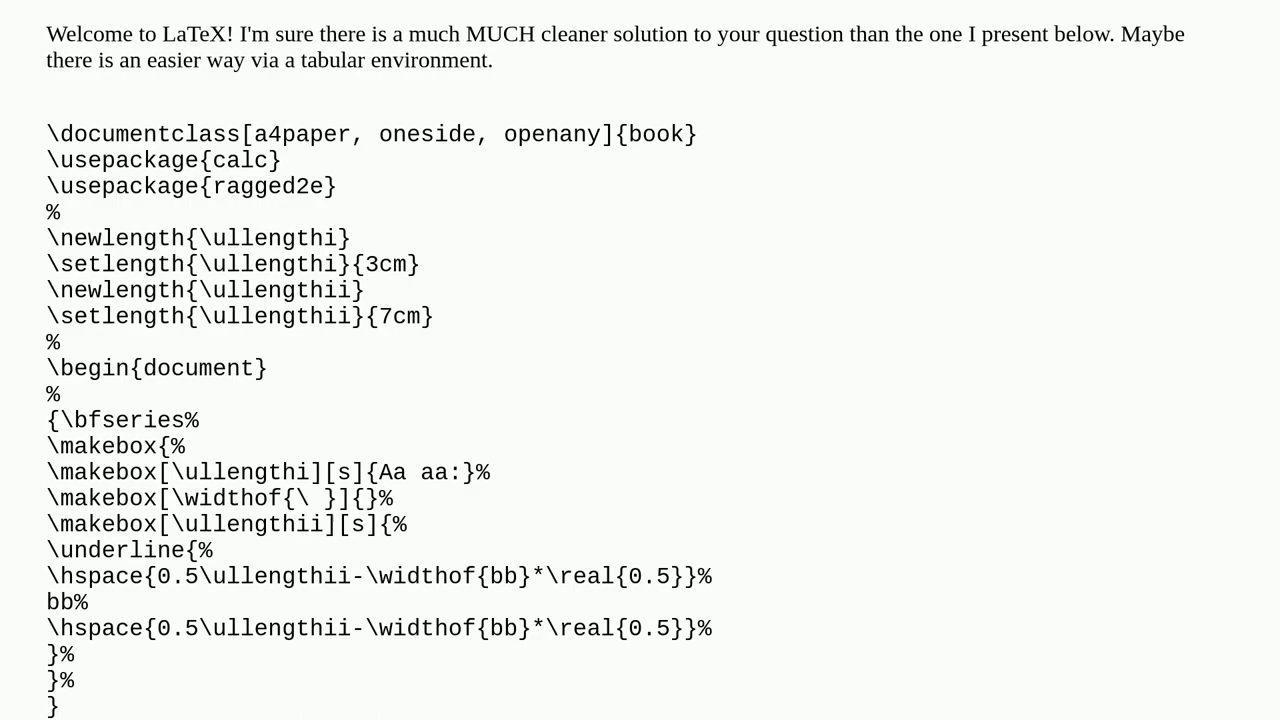 Welcome to LaTeX! I'm sure there is a much MUCH cleaner solution to your question than the one I present below. Maybe
there is an easier way via a tabular environment.
\documentclass[a4paper, oneside, openany]{book}
\usepackage{calc}
\usepackage{ragged2e}
%
\newlength{\ullengthi}
\setlength{\ullengthi}{3cm}
\newlength{\ullengthii}
\setlength{\ullengthii}{7cm}
%
\begin{document}
%
{\bfseries%
\makebox{%
\makebox[\ullengthi][s]{Aa aa:}%
\makebox[\widthof{\ }]{}%
\makebox[\ullengthii][s]{%
\underline{%
\hspace{0.5\ullengthii-\widthof{bb}*\real{0.5}}%
bb%
\hspace{0.5\ullengthii-\widthof{bb}*\real{0.5}}%
}%
}%
}